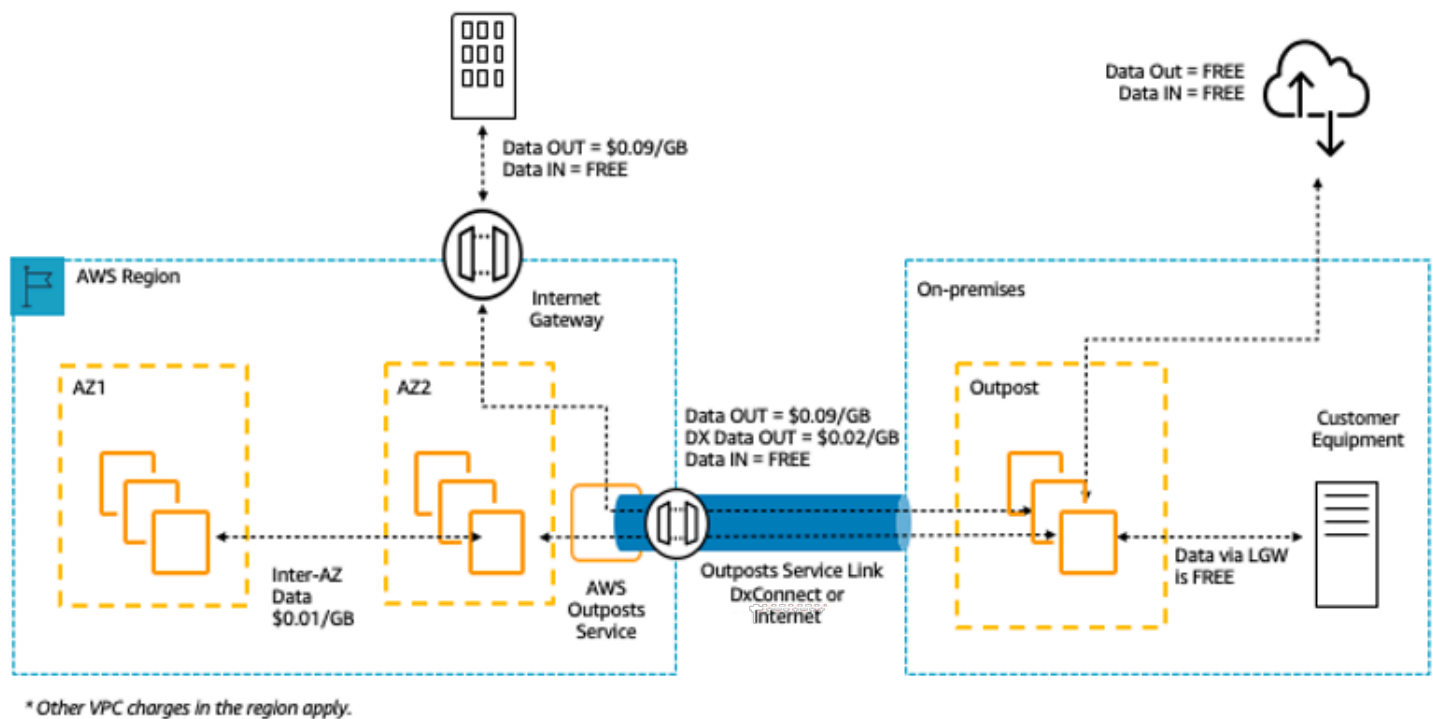 Data OUT = $0.09/GB
Data IN = FREE
Data Out = FREE
Data IN = FREE
AWS Region
Internet
Gateway
On-premises
AZ1
AZ2
Outpost
Data OUT = $0.09/GB
DX Data OUT = $0.02/GB
Data IN = FREE
Customer
Equipment
Inter-AZ
Data
$0.01/GB
AWS
Outposts
Service
Outposts Service Link
DxConnect or
Internet
Data via LGW
is FREE
* Other VPC charges in the region apply.